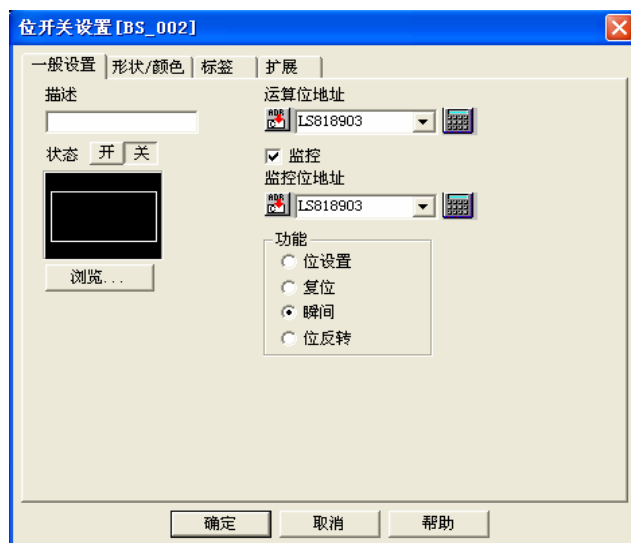 位开关设置[BS_002]
一般设置 形状/颜色 标签 扩展
描述
状态 开 关
浏览...
运算位地址
ADR
LS818903
监控
监控位地址
ADR
LS818903
功能
位设置
复位
瞬间
位反转
确定 取消 帮助